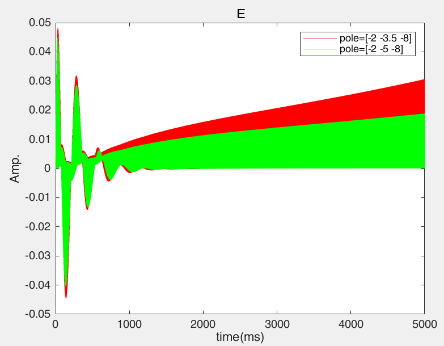 E
pole=[-2 -3.5 -8]
pole=[-2 -5 -8]
0.05
0.04
0.03
0.02
0.01
0
-0.01
-0.02
-0.03
-0.04
-0.05
Amp.
0 1000 2000 3000 4000 5000
time(ms)